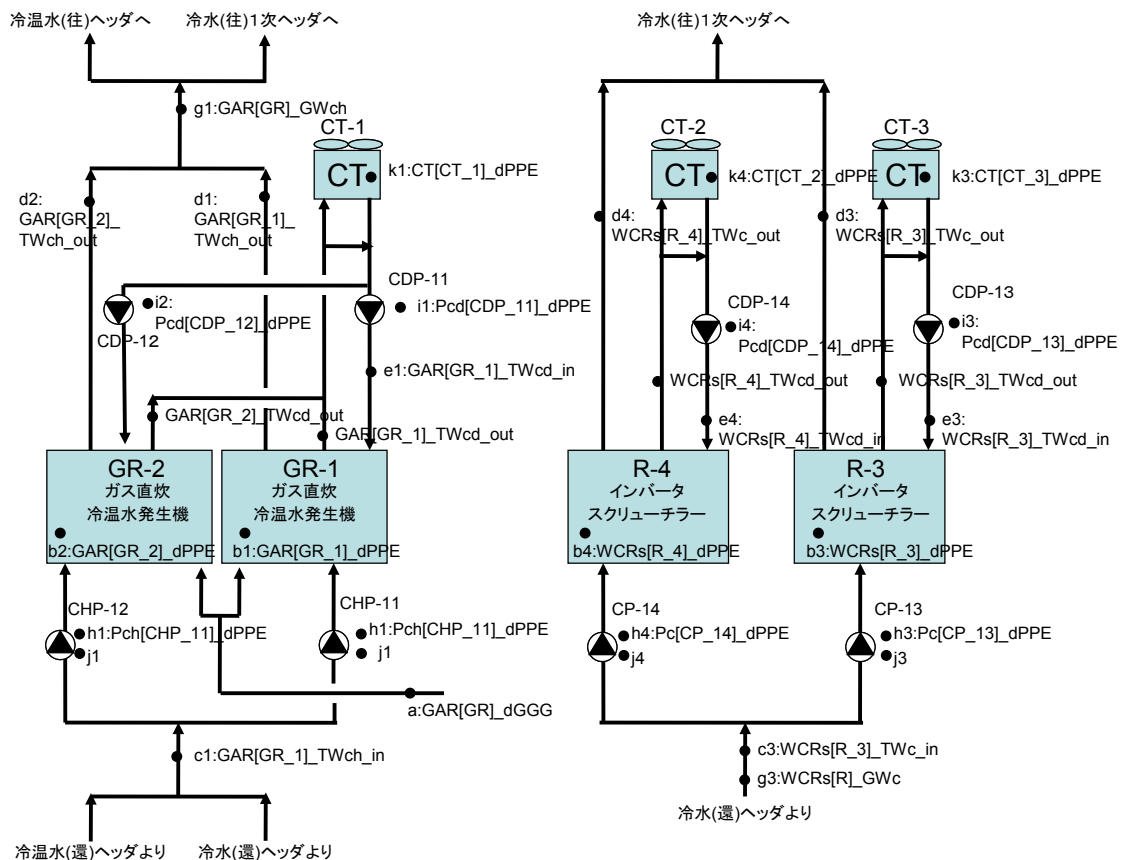 冷温水(往)ヘッダへ
冷水(往)1次ヘッダへ
冷水(往)1次ヘッダへ
g1:GAR[GR]_GWch
CT-1
CT
k1:CT[CT_1]_dPPE
CT-2
CT
k4:CT[CT_2]_dPPE
CT-3
CT
k3:CT[CT_3]_dPPE
d2:
GAR[GR_2]_
TWch_out
d1:
GAR[GR_1]_
TWch_out
d4:
WCRs[R_4]_TWc_out
d3:
WCRs[R_3]_TWc_out
CDP-11
i1:Pcd[CDP_11]_dPPE
i2:
Pcd[CDP_12]_dPPE
CDP-12
CDP-14
i4:
Pcd[CDP_14]_dPPE
CDP-13
i3:
Pcd[CDP_13]_dPPE
e1:GAR[GR_1]_TWcd_in
GAR[GR_2]_TWcd_out
GAR[GR_1]_TWcd_out
WCRs[R_4]_TWcd_out
WCRs[R_3]_TWcd_out
e4:
WCRs[R_4]_TWcd_in
e3:
WCRs[R_3]_TWcd_in
GR-2
ガス直炊
冷温水発生機
b2:GAR[GR_2]_dPPE
GR-1
ガス直炊
冷温水発生機
b1:GAR[GR_1]_dPPE
R-4
インバータ
スクリューチラー
b4:WCRs[R_4]_dPPE
R-3
インバータ
スクリューチラー
b3:WCRs[R_3]_dPPE
CHP-12
h1:Pch[CHP_11]_dPPE
j1
CHP-11
h1:Pch[CHP_11]_dPPE
j1
CP-14
h4:Pc[CP_14]_dPPE
j4
CP-13
h3:Pc[CP_13]_dPPE
j3
a:GAR[GR]_dGGG
c1:GAR[GR_1]_TWch_in
c3:WCRs[R_3]_TWc_in
g3:WCRs[R]_GWc
冷水(還)ヘッダより
冷温水(還)ヘッダより
冷水(還)ヘッダより